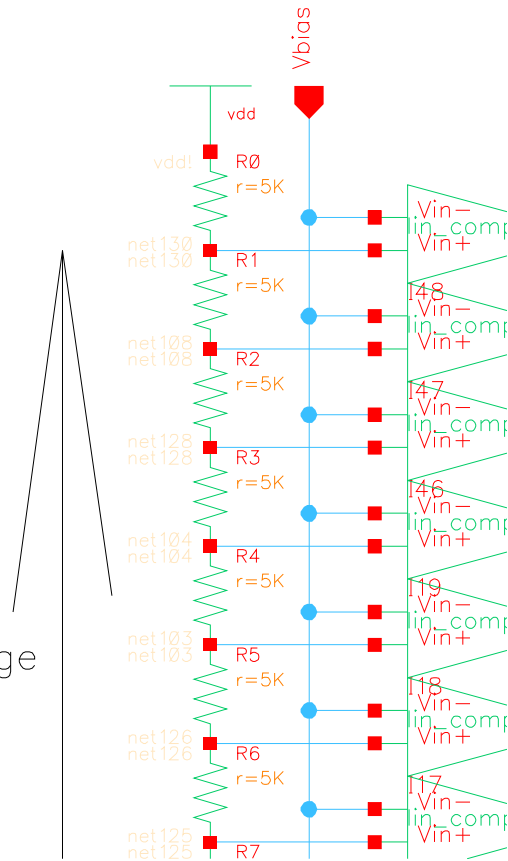 Vbias
vdd
vdd!
R0
r=5K
Vin-
lin_comp
Vin+
net130
net130
R1
r=5K
I48
Vin-
lin_comp
Vin+
net108
net108
R2
r=5K
I47
Vin-
lin_comp
Vin+
net128
net128
R3
r=5K
I46
Vin-
lin_comp
Vin+
net104
net104
R4
r=5K
I19
Vin-
lin_comp
Vin+
net103
net103
R5
r=5K
ge
I18
Vin-
lin_comp
Vin+
net126
net126
R6
r=5K
I17
Vin-
lin_comp
Vin+
net125
net125
R7